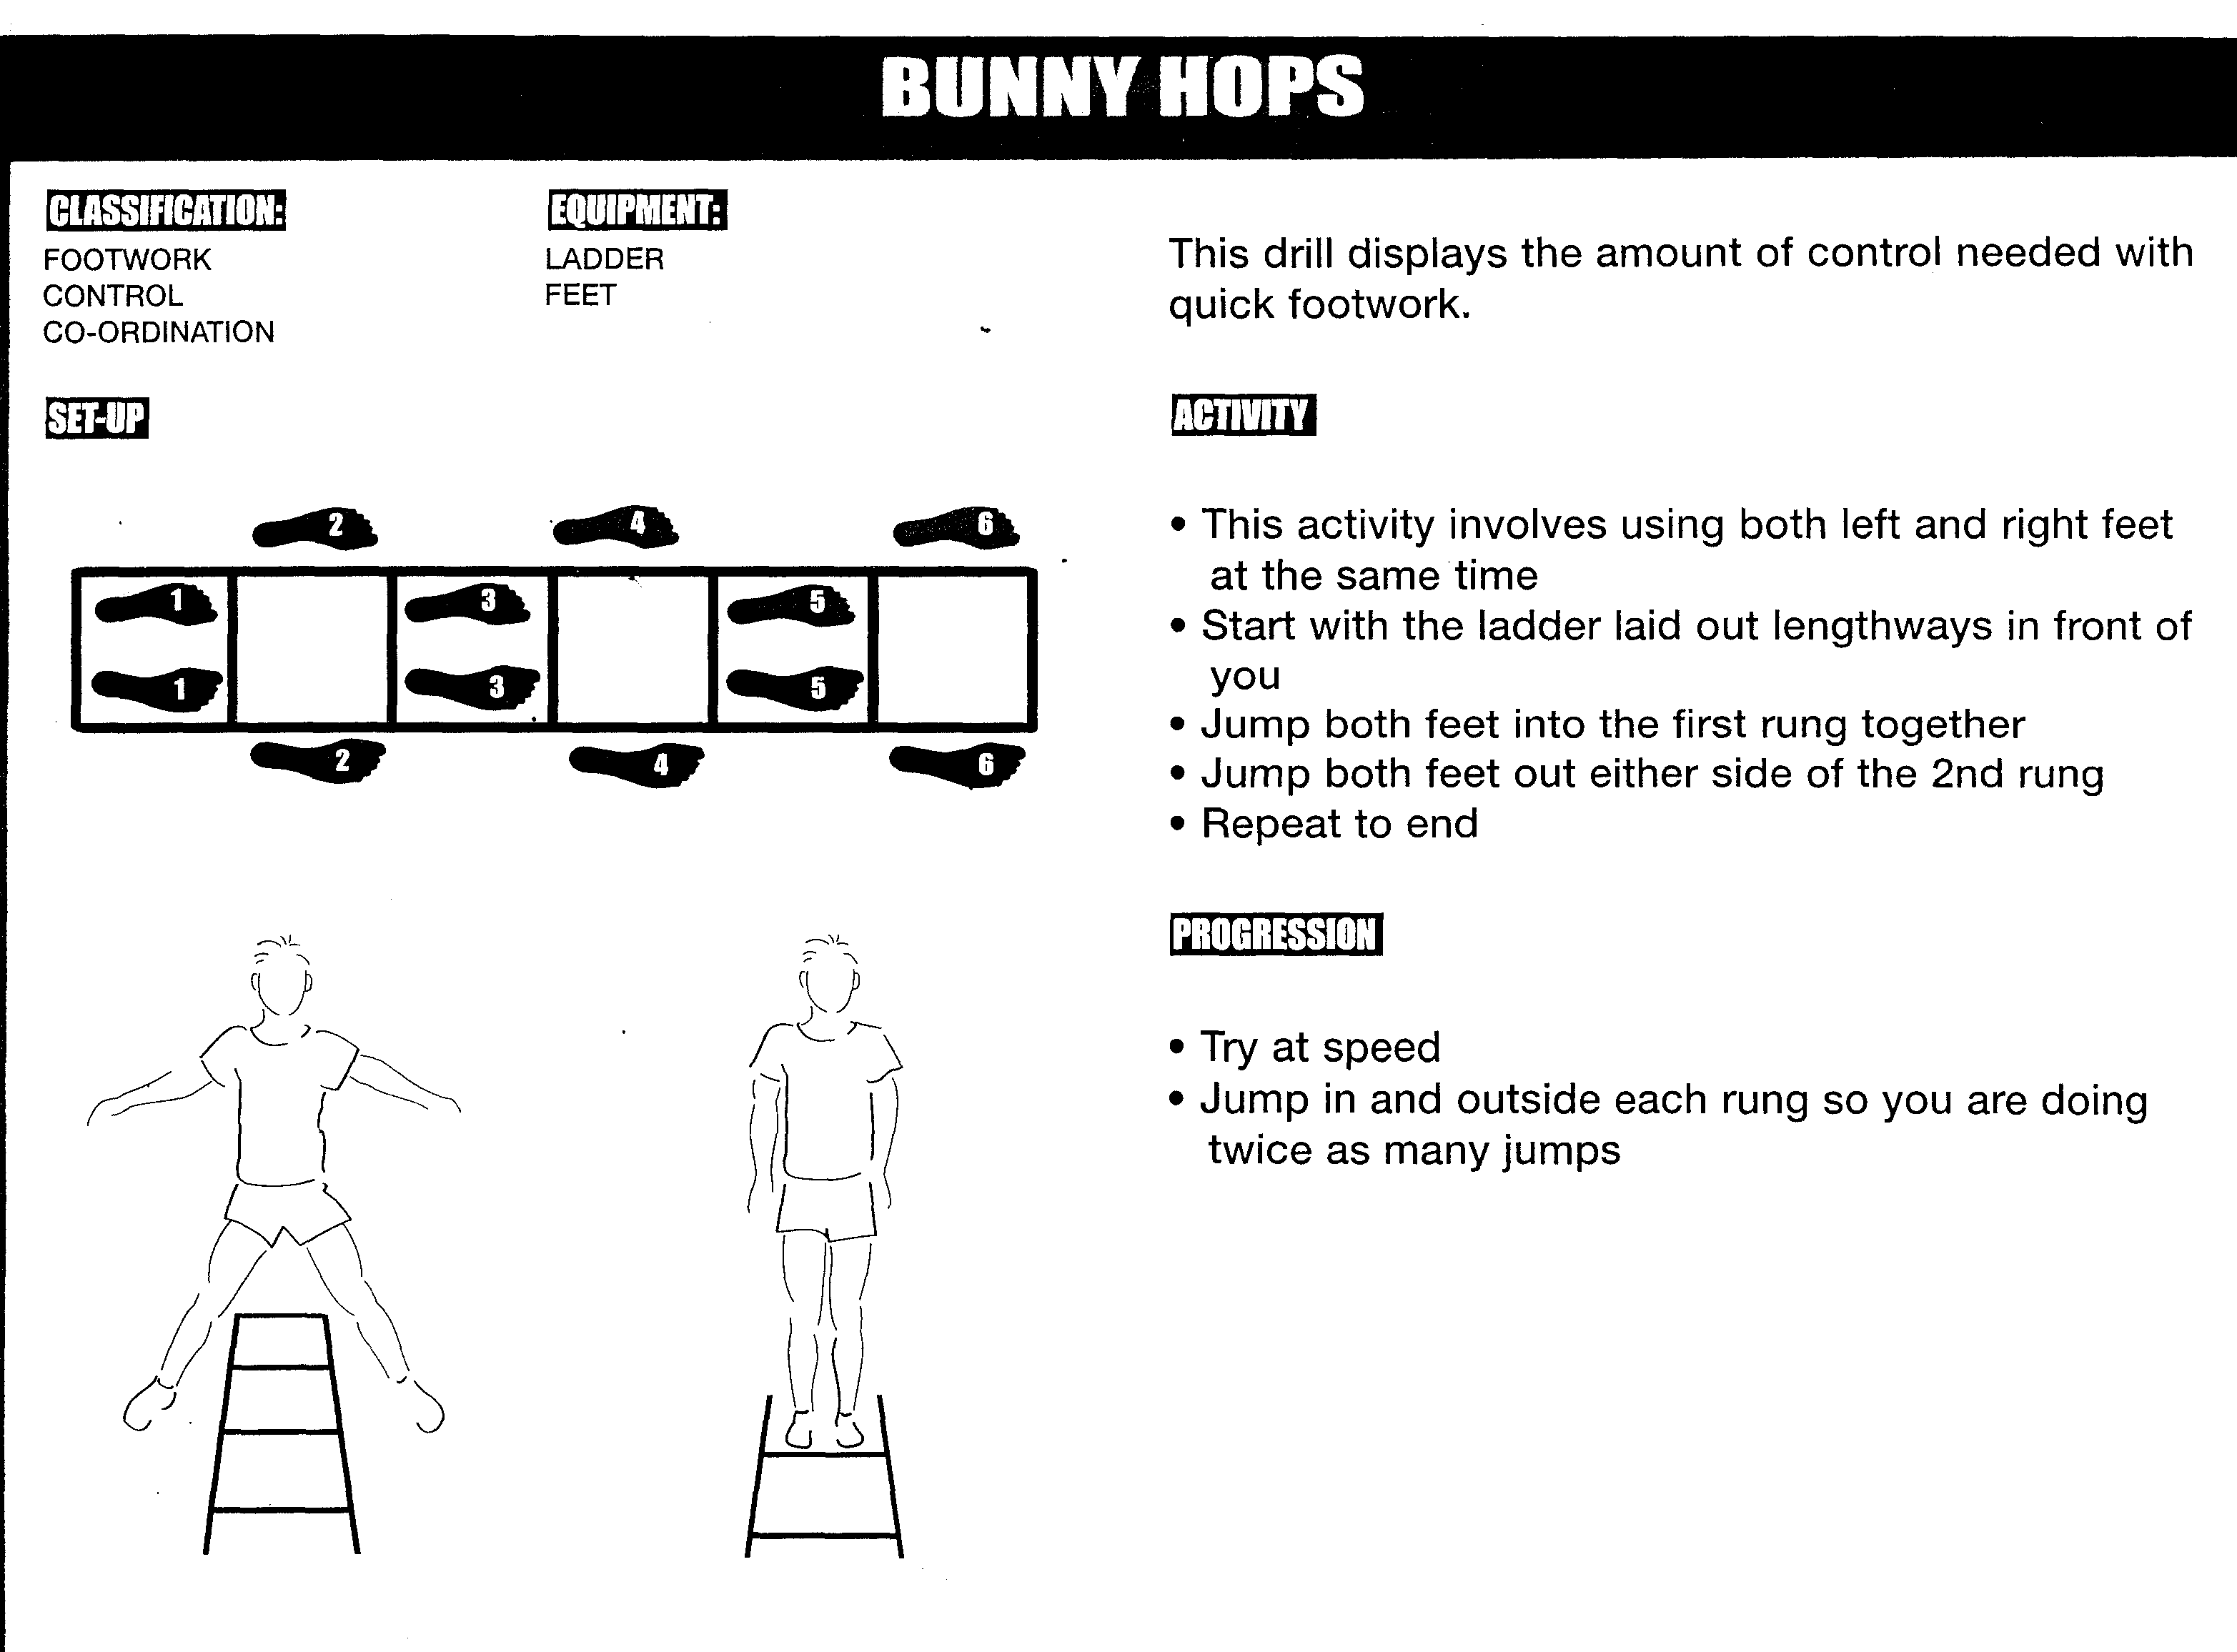 BUNNY HOPS
CLASSIFICATION:
FOOTWORK
CONTROL
CO-ORDINATION
EQUIPMENT:
LADDER
FEET
SET-UP
2 4 6
1 3 5
1 3 5
2 4 6
This drill displays the amount of control needed with
quick footwork.
ACTIVITY
• This activity involves using both left and right feet
at the same time
• Start with the ladder laid out lengthways in front of
you
• Jump both feet into the first rung together
• Jump both feet out either side of the 2nd rung
• Repeat to end
PROGRESSION
• Try at speed
• Jump in and outside each rung so you are doing
twice as many jumps